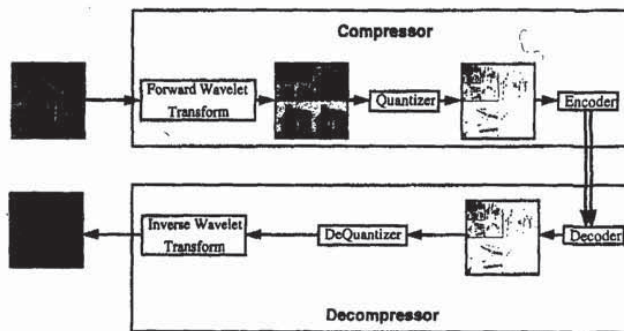 Compressor
Forward Wavelet
Transform
Quantizer
Encoder
Inverse Wavelet
Transform
DeQuantizer
Decoder
Decompressor